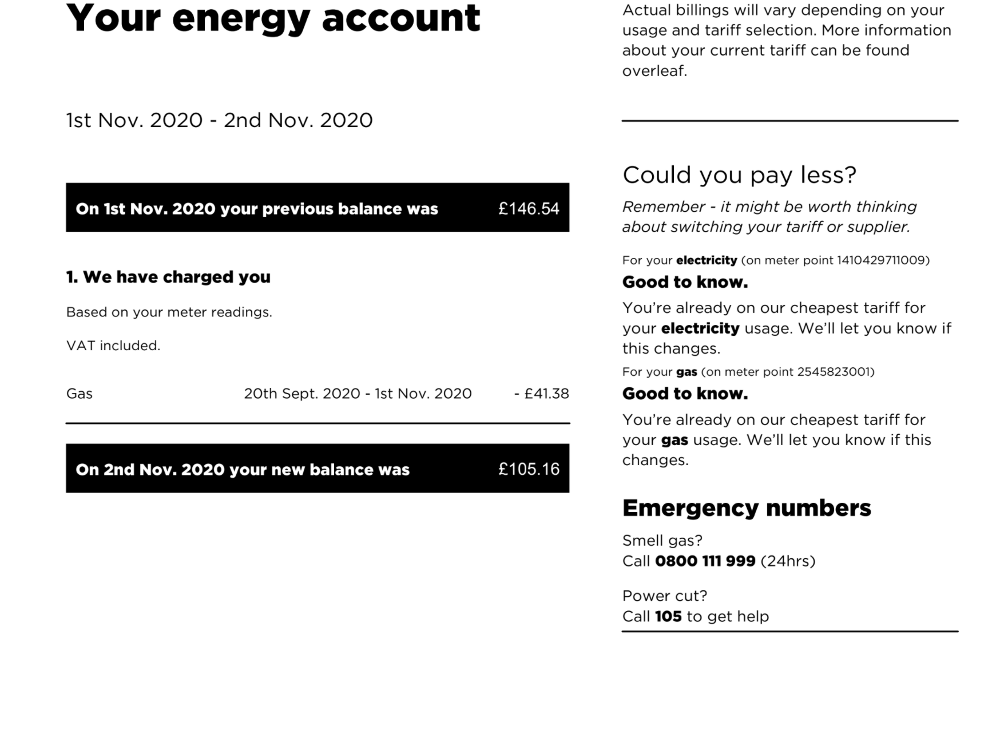 Your energy account
1st Nov. 2020 - 2nd Nov. 2020
On 1st Nov. 2020 your previous balance was £146.54
1. We have charged you
Based on your meter readings.
VAT included.
Gas 20th Sept. 2020 - 1st Nov. 2020 - £41.38
On 2nd Nov. 2020 your new balance was £105.16
Actual billings will vary depending on your
usage and tariff selection. More information
about your current tariff can be found
overleaf.
Could you pay less?
Remember - it might be worth thinking
about switching your tariff or supplier.
For your electricity (on meter point 1410429711009)
Good to know.
You’re already on our cheapest tariff for
your electricity usage. We’ll let you know if
this changes.
For your gas (on meter point 2545823001)
Good to know.
You’re already on our cheapest tariff for
your gas usage. We’ll let you know if this
changes.
Emergency numbers
Smell gas?
Call 0800 111 999 (24hrs)
Power cut?
Call 105 to get help